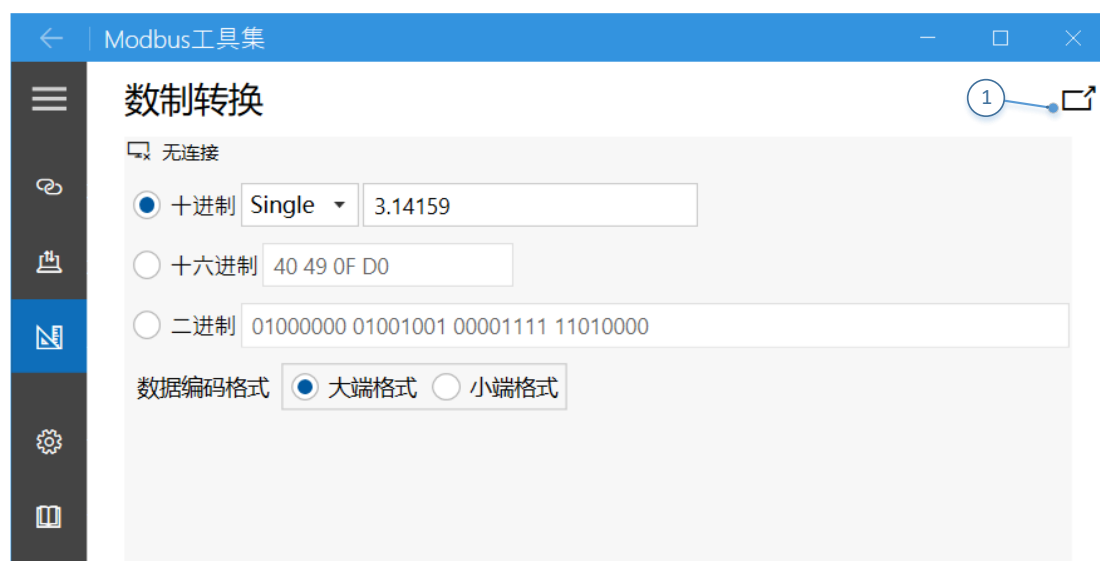 Modbus工具集
数制转换
1
无连接
十进制 Single 3.14159
十六进制 40 49 0F D0
二进制 01000000 01001001 00001111 11010000
数据编码格式 大端格式 小端格式